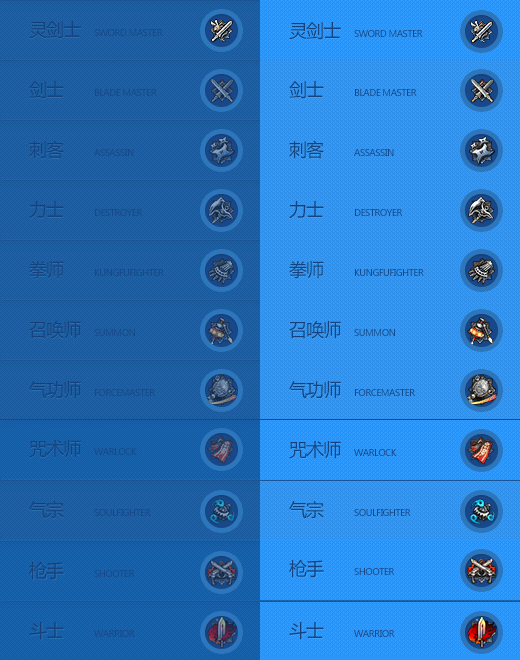 灵剑士 SWORD MASTER 灵剑士 SWORD MASTER
剑士 BLADE MASTER 剑士 BLADE MASTER
刺客 ASSASSIN 刺客 ASSASSIN
力士 DESTROYER 力士 DESTROYER
拳师 KUNGFUFIGHTER 拳师 KUNGFUFIGHTER
召唤师 SUMMON 召唤师 SUMMON
气功师 FORCEMASTER 气功师 FORCEMASTER
咒术师 WARLOCK 咒术师 WARLOCK
气宗 SOULFIGHTER 气宗 SOULFIGHTER
枪手 SHOOTER 枪手 SHOOTER
斗士 WARRIOR 斗士 WARRIOR